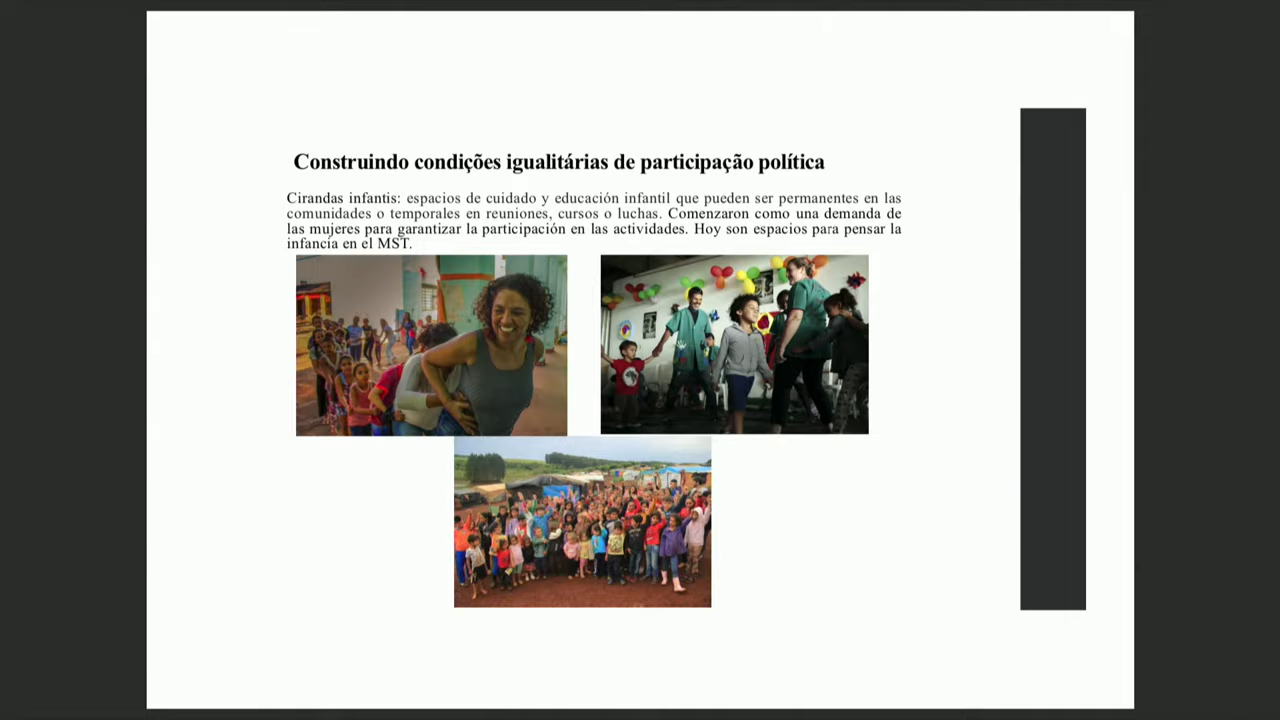 Construindo condições igualitárias de participação política
Cirandas infantis: espacios de cuidado y educación infantil que pueden ser permanentes en las
comunidades o temporales en reuniones, cursos o luchas. Comenzaron como una demanda de
las mujeres para garantizar la participación en las actividades. Hoy son espacios para pensar la
infancia en el MST.